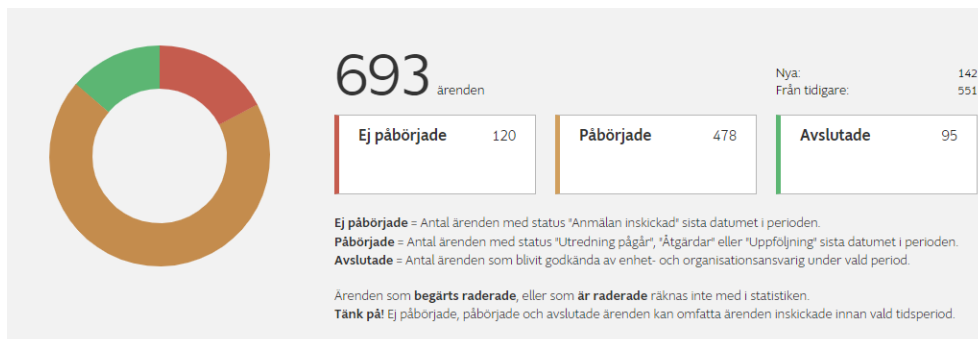 693 ärenden
Nya: 142
Från tidigare: 551
Ej påbörjade 120
Påbörjade 478
Avslutade 95
Ej påbörjade = Antal ärenden med status "Anmälan inskickad" sista datumet i perioden.
Påbörjade = Antal ärenden med status "Utredning pågår", "Åtgärdar" eller "Uppföljning" sista datumet i perioden.
Avslutade = Antal ärenden som blivit godkända av enhet- och organisationsansvarig under vald period.
Ärenden som begärts raderade, eller som är raderade räknas inte med i statistiken.
Tänk på! Ej påbörjade, påbörjade och avslutade ärenden kan omfatta ärenden inskickade innan vald tidsperiod.